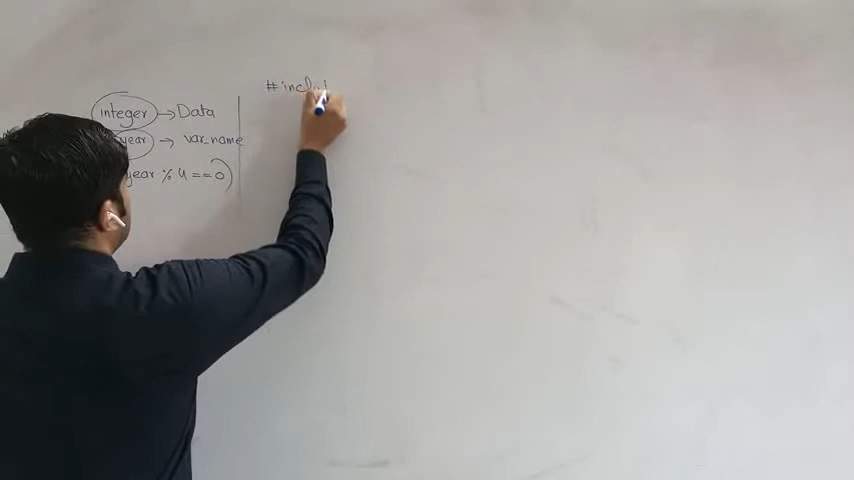 #includ
integer → Data
year → var_name
year % 4 == 0)